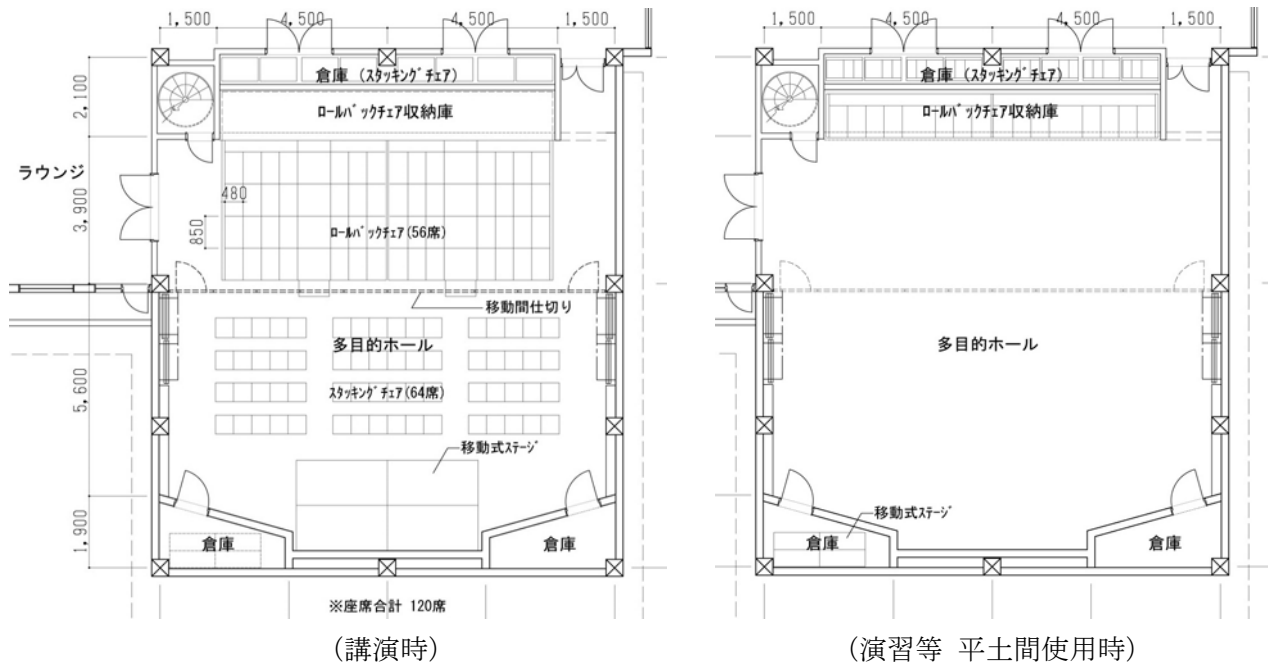 1,500 4,500 4,500 1,500
倉庫 (スタッキングチェア)
2,100
ロールバックチェア収納庫
ラウンジ
3,900
480
850
ロールバックチェア(56席)
移動間仕切り
多目的ホール
5,600
スタッキングチェア(64席)
移動式ステージ
1,900
倉庫
倉庫
※座席合計 120席
(講演時)
1,500 4,500 4,500 1,500
倉庫 (スタッキングチェア)
ロールバックチェア収納庫
多目的ホール
移動式ステージ
倉庫
倉庫
(演習等 平土間使用時)